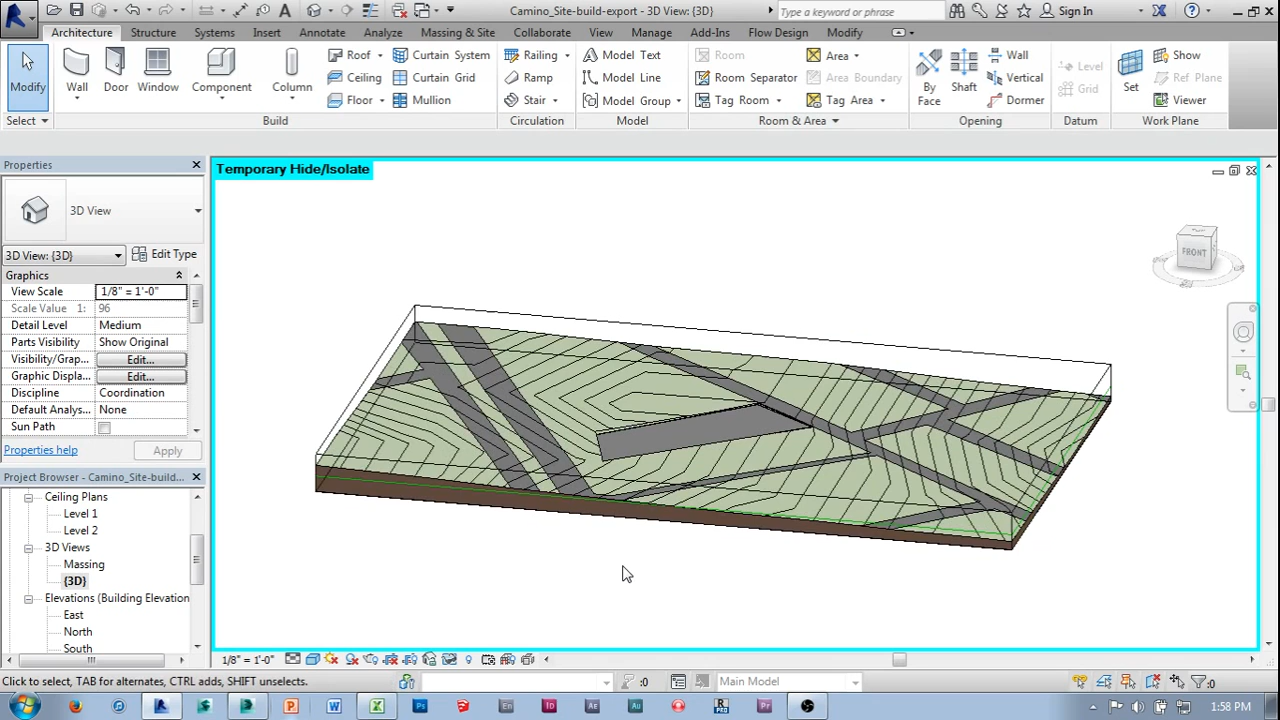 Camino_Site-build-export - 3D View: {3D}
Type a keyword or phrase
Sign In
Architecture Structure Systems Insert Annotate Analyze Massing & Site Collaborate View Manage Add-Ins Flow Design Modify
Modify
Wall
Door
Window
Component
Column
Roof
Ceiling
Floor
Curtain System
Curtain Grid
Mullion
Railing
Ramp
Stair
Model Text
Model Line
Model Group
Room
Room Separator
Tag Room
Area
Area Boundary
Tag Area
By
Face
Shaft
Wall
Vertical
Dormer
Level
Grid
Set
Show
Ref Plane
Viewer
Select
Build
Circulation
Model
Room & Area
Opening
Datum
Work Plane
Properties
3D View
3D View: {3D}
Edit Type
Graphics
View Scale 1/8" = 1'-0"
Scale Value 1: 96
Detail Level Medium
Parts Visibility Show Original
Visibility/Grap... Edit...
Graphic Displa... Edit...
Discipline Coordination
Default Analys... None
Sun Path
Properties help
Apply
Project Browser - Camino_Site-build...
Ceiling Plans
Level 1
Level 2
3D Views
Massing
{3D}
Elevations (Building Elevation
East
North
South
Temporary Hide/Isolate
FRONT
1/8" = 1'-0"
Click to select, TAB for alternates, CTRL adds, SHIFT unselects.
:0
Main Model
:0
1:58 PM